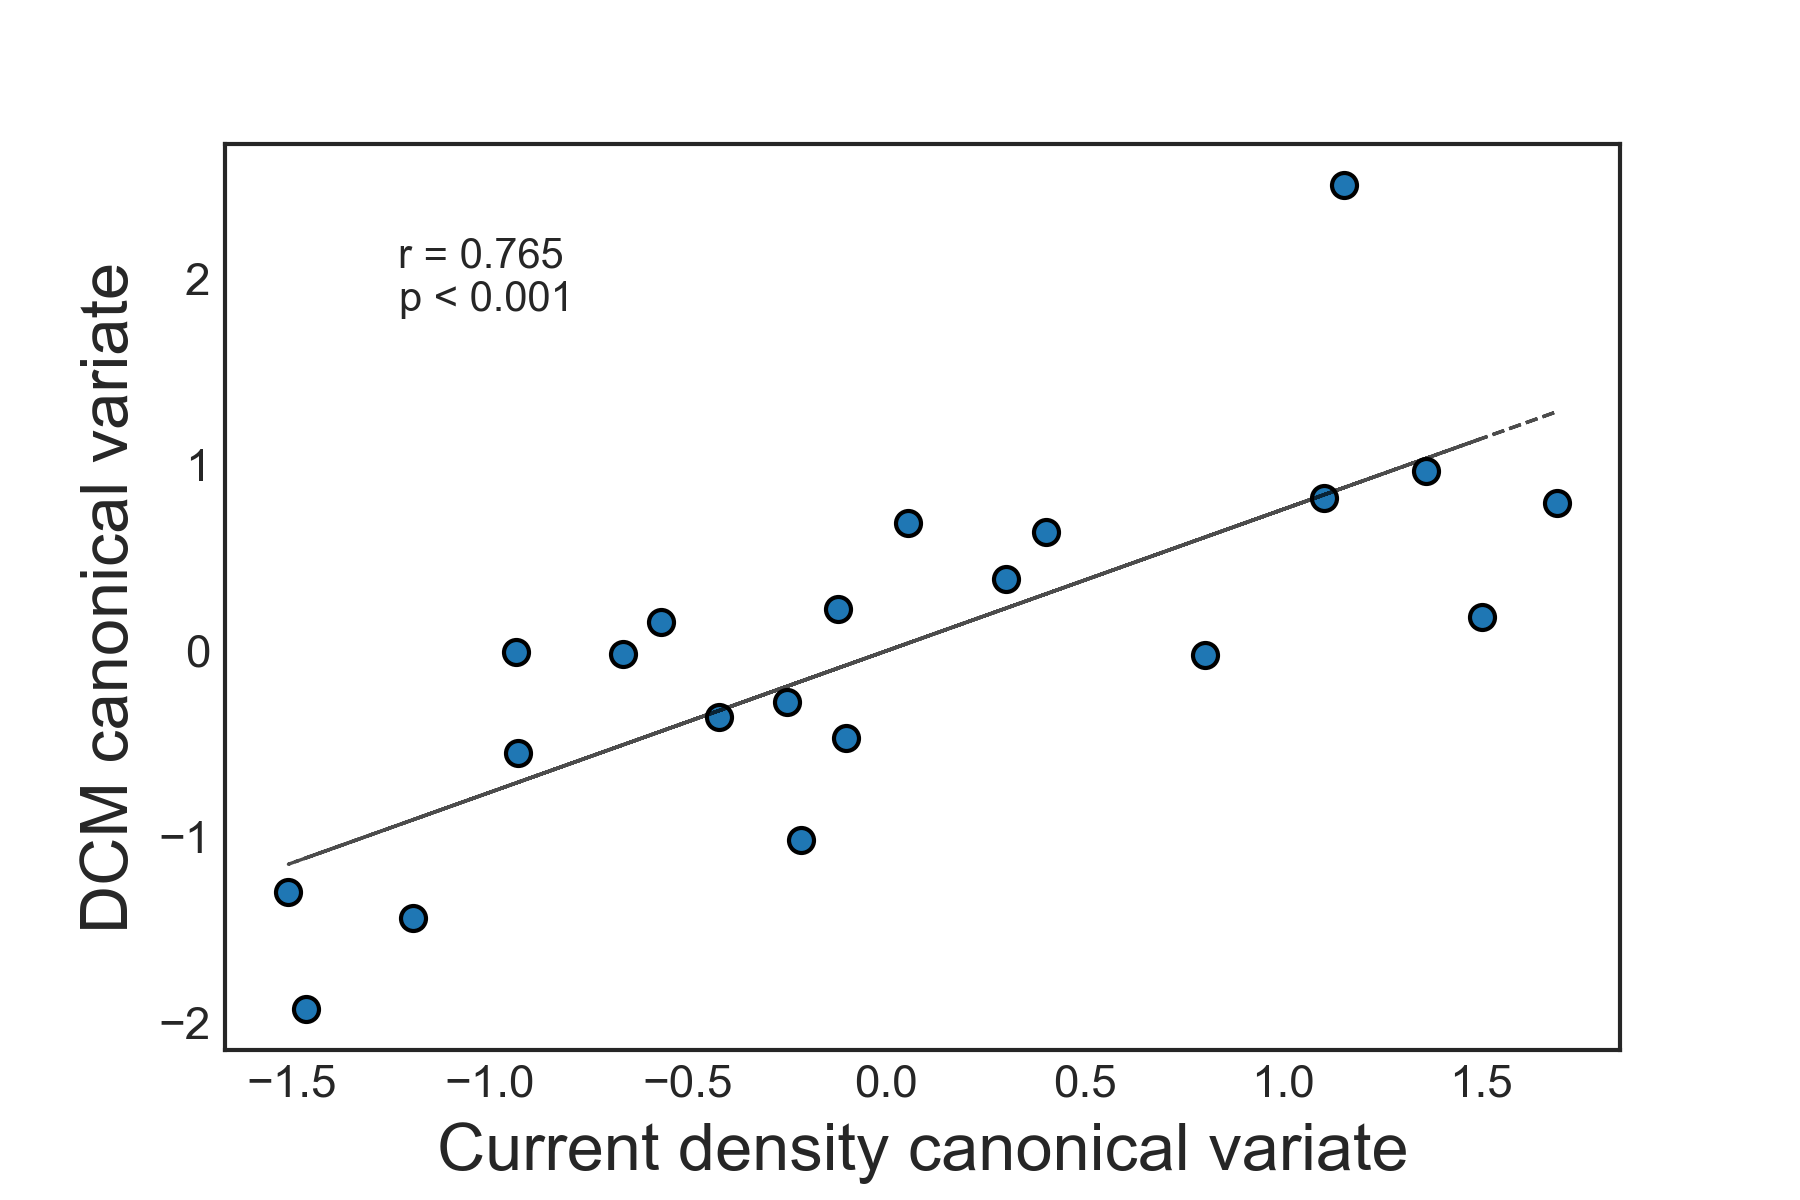 r = 0.765
p < 0.001
DCM canonical variate
2
1
0
−1
−2
−1.5 −1.0 −0.5 0.0 0.5 1.0 1.5
Current density canonical variate